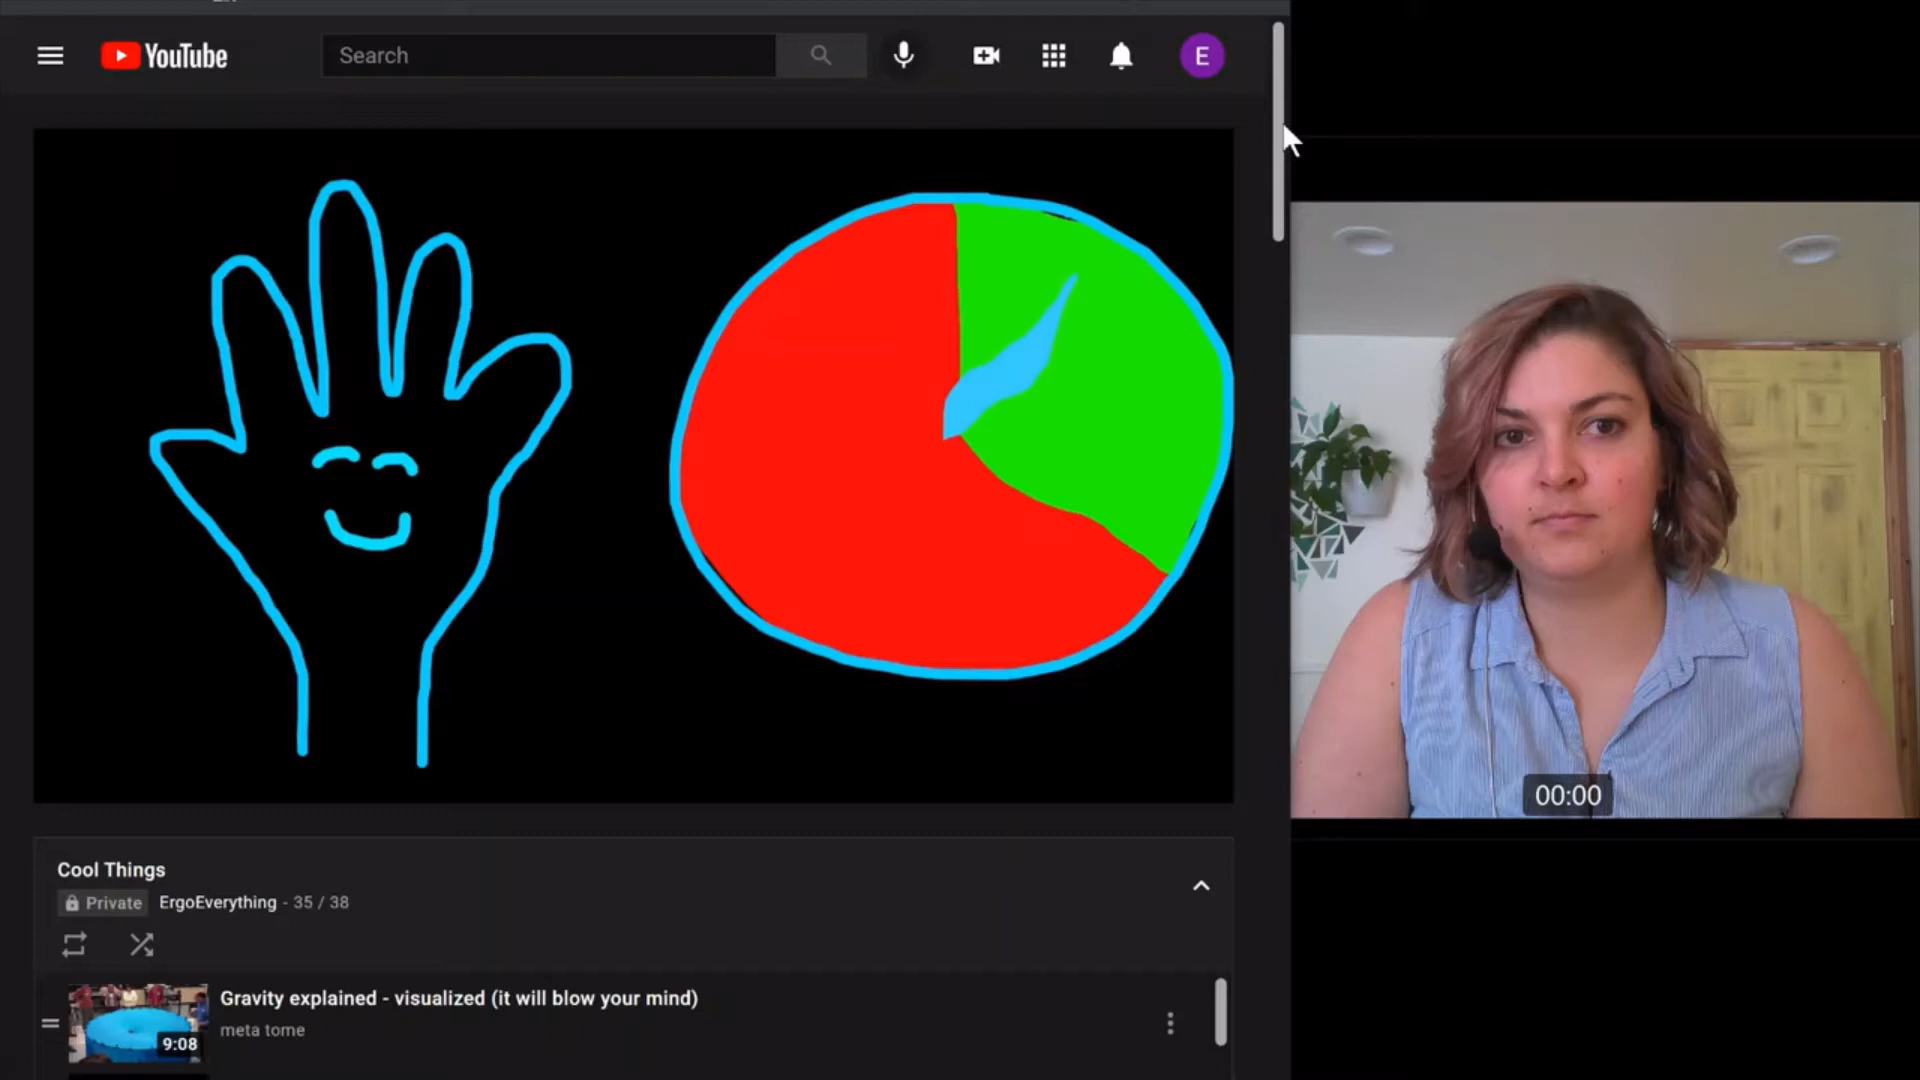 YouTube
Search
E
00:00
Cool Things
Private ErgoEverything - 35 / 38
Gravity explained - visualized (it will blow your mind)
9:08
meta tome